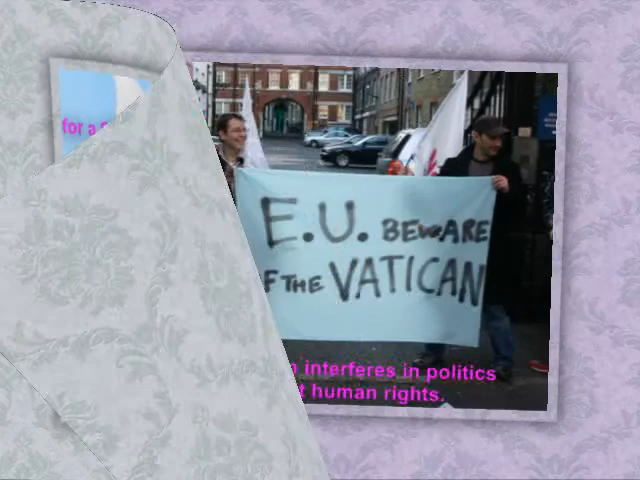 for a
E.U. BEWARE
F THE VATICAN
interferes in politics
human rights.